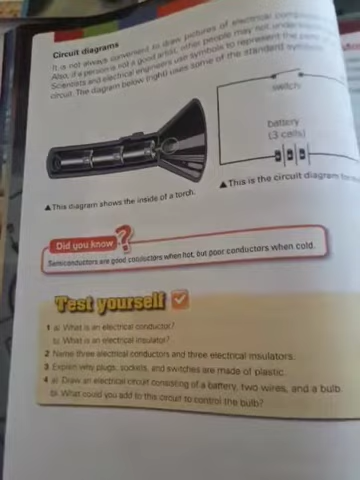 Circuit diagrams
It is not always convenient to draw pictures of electrical
Also, if a person is not a good artist, other people may not
Scientists and electrical engineers use symbols to represent the
circuit. The diagram below (right) uses some of the standard
switch
battery
(3 cells)
▲ This diagram shows the inside of a torch.
▲ This is the circuit diagram
Did you know ?
Semiconductors are good conductors when hot, but poor conductors when cold.
Test yourself
1 a) What is an electrical conductor?
b) What is an electrical insulator?
2 Name three electrical conductors and three electrical insulators.
3 Explain why plugs, sockets, and switches are made of plastic.
4 a) Draw an electrical circuit consisting of a battery, two wires, and a bulb.
b) What could you add to this circuit to control the bulb?